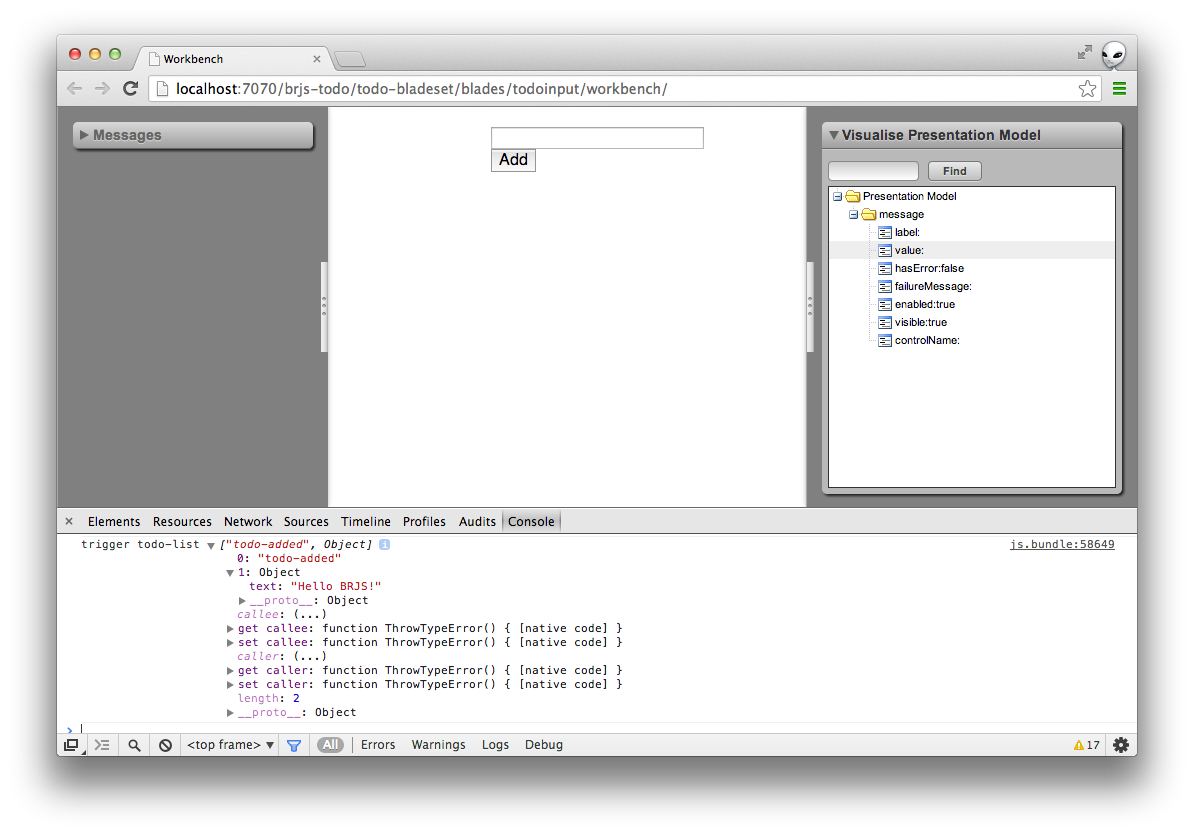 Workbench
localhost:7070/brjs-todo/todo-bladeset/blades/todoinput/workbench/
Messages
Add
Visualise Presentation Model
Find
Presentation Model
message
label:
value:
hasError:false
failureMessage:
enabled:true
visible:true
controlName:
Elements Resources Network Sources Timeline Profiles Audits Console
trigger todo-list ["todo-added", Object] js.bundle:58649
0: "todo-added"
1: Object
text: "Hello BRJS!"
__proto__: Object
callee: (...)
get callee: function ThrowTypeError() { [native code] }
set callee: function ThrowTypeError() { [native code] }
caller: (...)
get caller: function ThrowTypeError() { [native code] }
set caller: function ThrowTypeError() { [native code] }
length: 2
__proto__: Object
<top frame> All Errors Warnings Logs Debug 17